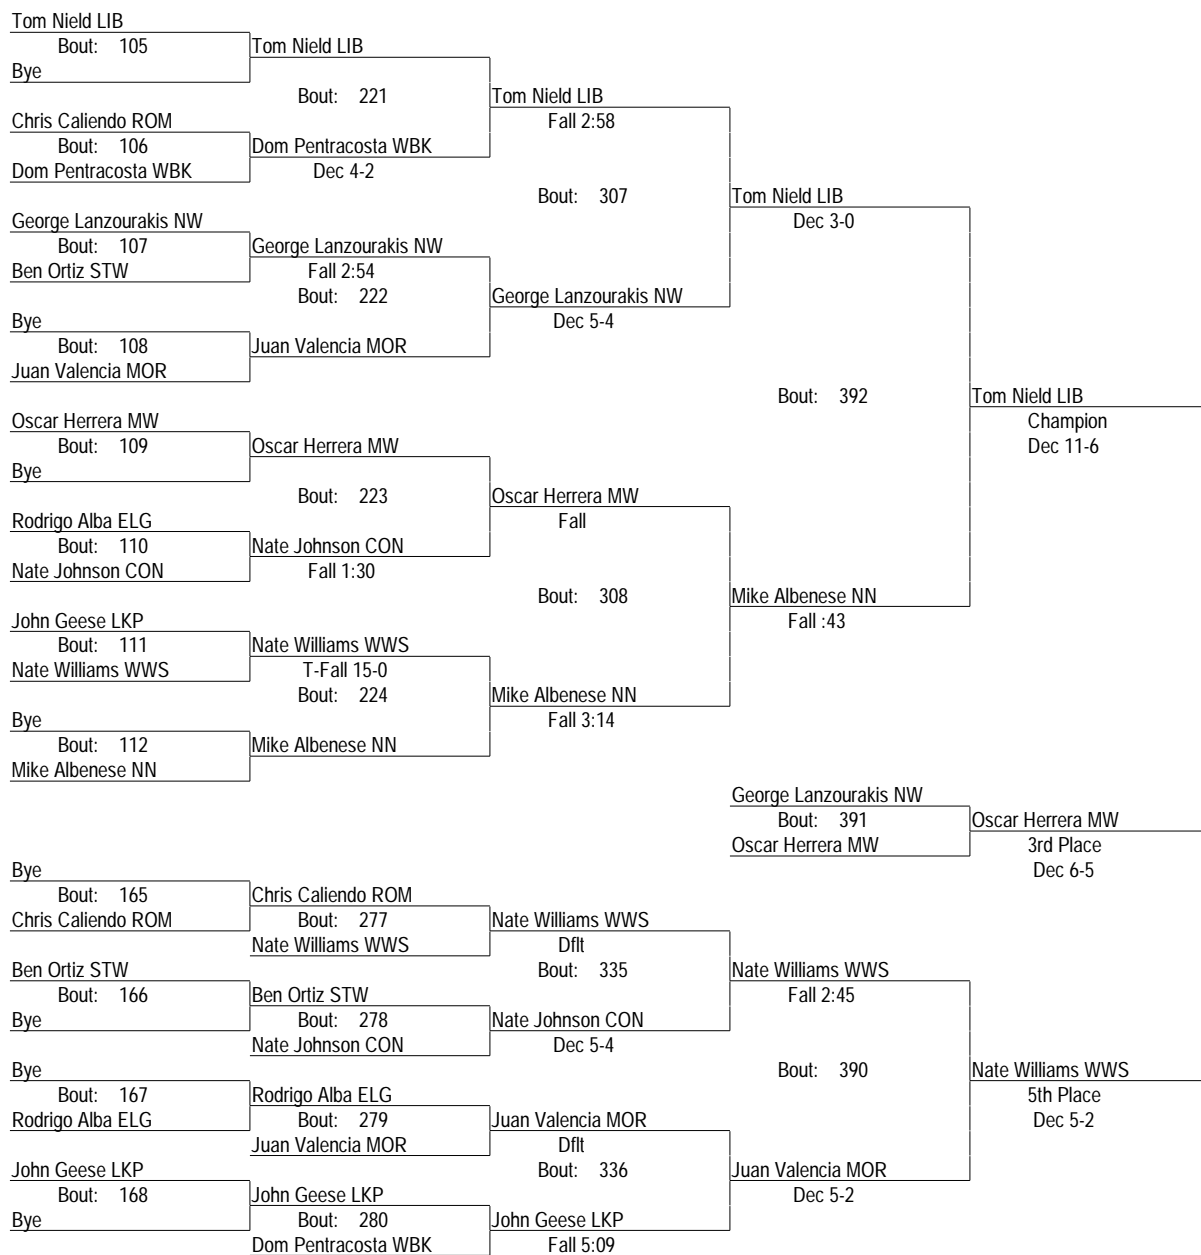 Tom Nield LIB
Bout: 105
Tom Nield LIB
Bye
Bout: 221
Tom Nield LIB
Chris Caliendo ROM
Fall 2:58
Bout: 106
Dom Pentracosta WBK
Dom Pentracosta WBK
Dec 4-2
Bout: 307
Tom Nield LIB
George Lanzourakis NW
Dec 3-0
Bout: 107
George Lanzourakis NW
Ben Ortiz STW
Fall 2:54
Bout: 222
George Lanzourakis NW
Bye
Dec 5-4
Bout: 108
Juan Valencia MOR
Juan Valencia MOR
Bout: 392
Tom Nield LIB
Oscar Herrera MW
Champion
Bout: 109
Oscar Herrera MW
Dec 11-6
Bye
Bout: 223
Oscar Herrera MW
Rodrigo Alba ELG
Fall
Bout: 110
Nate Johnson CON
Nate Johnson CON
Fall 1:30
Bout: 308
Mike Albenese NN
John Geese LKP
Fall :43
Bout: 111
Nate Williams WWS
Nate Williams WWS
T-Fall 15-0
Bout: 224
Mike Albenese NN
Bye
Fall 3:14
Bout: 112
Mike Albenese NN
Mike Albenese NN
George Lanzourakis NW
Bout: 391
Oscar Herrera MW
Oscar Herrera MW
3rd Place
Dec 6-5
Bye
Bout: 165
Chris Caliendo ROM
Chris Caliendo ROM
Bout: 277
Nate Williams WWS
Nate Williams WWS
Dflt
Ben Ortiz STW
Bout: 335
Nate Williams WWS
Bout: 166
Ben Ortiz STW
Fall 2:45
Bye
Bout: 278
Nate Johnson CON
Nate Johnson CON
Dec 5-4
Bye
Bout: 390
Nate Williams WWS
Bout: 167
Rodrigo Alba ELG
5th Place
Rodrigo Alba ELG
Bout: 279
Juan Valencia MOR
Dec 5-2
Juan Valencia MOR
Dflt
John Geese LKP
Bout: 336
Juan Valencia MOR
Bout: 168
John Geese LKP
Dec 5-2
Bye
Bout: 280
John Geese LKP
Dom Pentracosta WBK
Fall 5:09